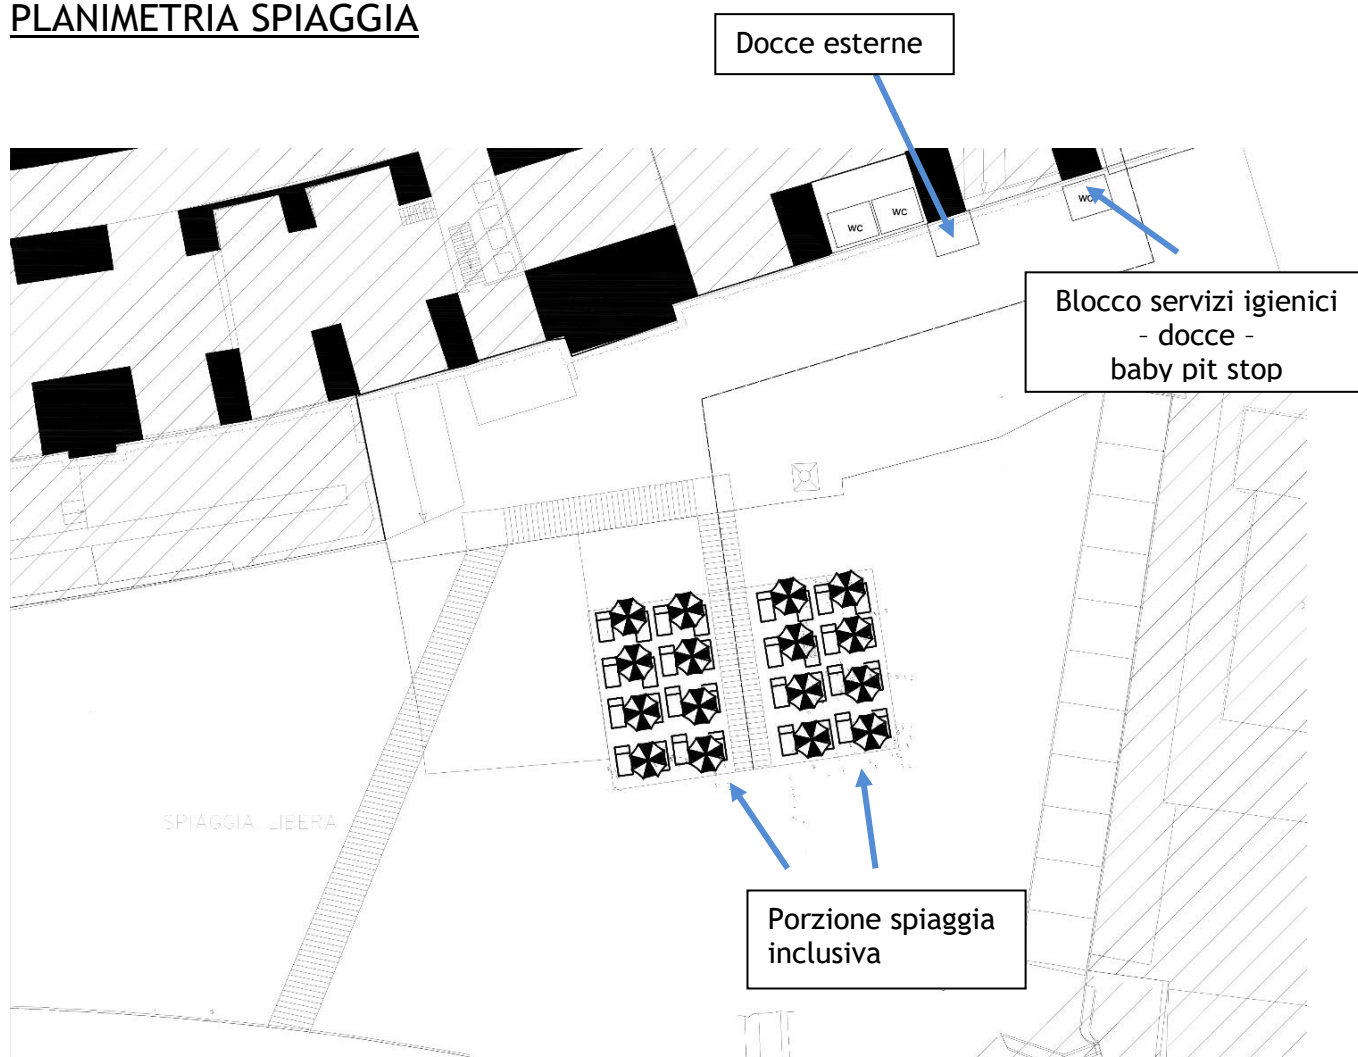 PLANIMETRIA SPIAGGIA
Docce esterne
WC
WC
WC
Blocco servizi igienici
– docce –
baby pit stop
SPIAGGIA LIBERA
Porzione spiaggia
inclusiva